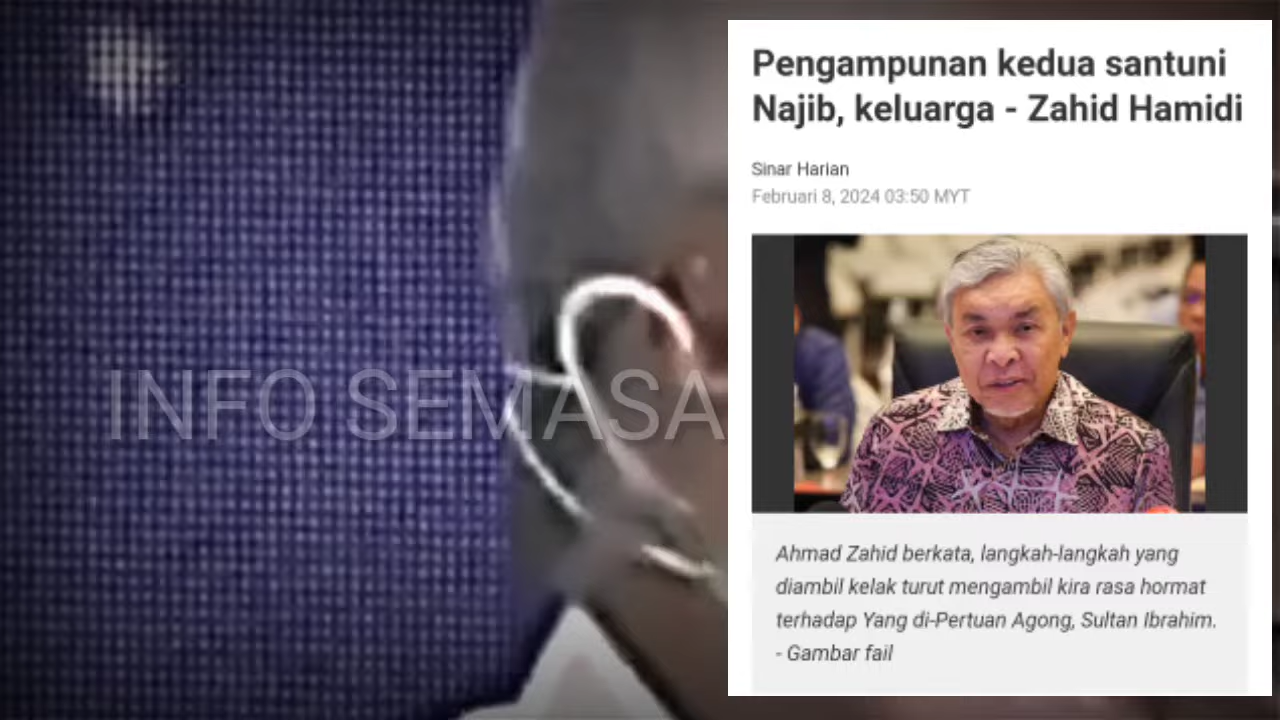 Pengampunan kedua santuni
Najib, keluarga - Zahid Hamidi
Sinar Harian
Februari 8, 2024 03:50 MYT
INFO SEMASA
Ahmad Zahid berkata, langkah-langkah yang
diambil kelak turut mengambil kira rasa hormat
terhadap Yang di-Pertuan Agong, Sultan Ibrahim.
- Gambar fail